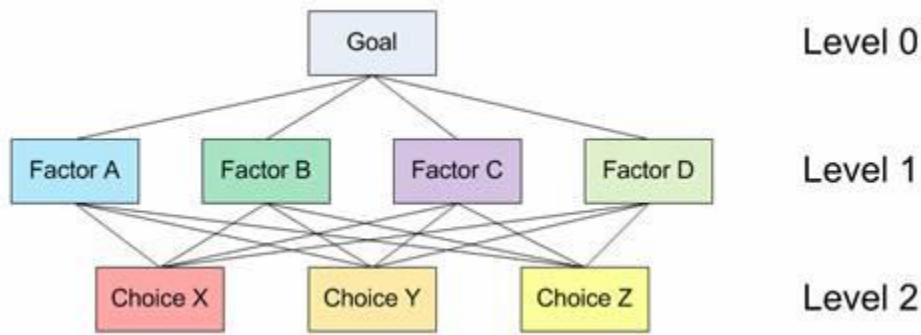 Goal
Level 0
Factor A
Factor B
Factor C
Factor D
Level 1
Choice X
Choice Y
Choice Z
Level 2